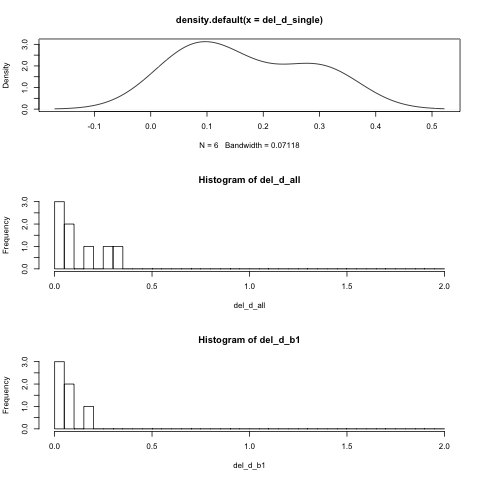 density.default(x = del_d_single)
Density
0.0 1.0 2.0 3.0
-0.1 0.0 0.1 0.2 0.3 0.4 0.5
N = 6 Bandwidth = 0.07118
Histogram of del_d_all
Frequency
0.0 1.0 2.0 3.0
0.0 0.5 1.0 1.5 2.0
del_d_all
Histogram of del_d_b1
Frequency
0.0 1.0 2.0 3.0
0.0 0.5 1.0 1.5 2.0
del_d_b1